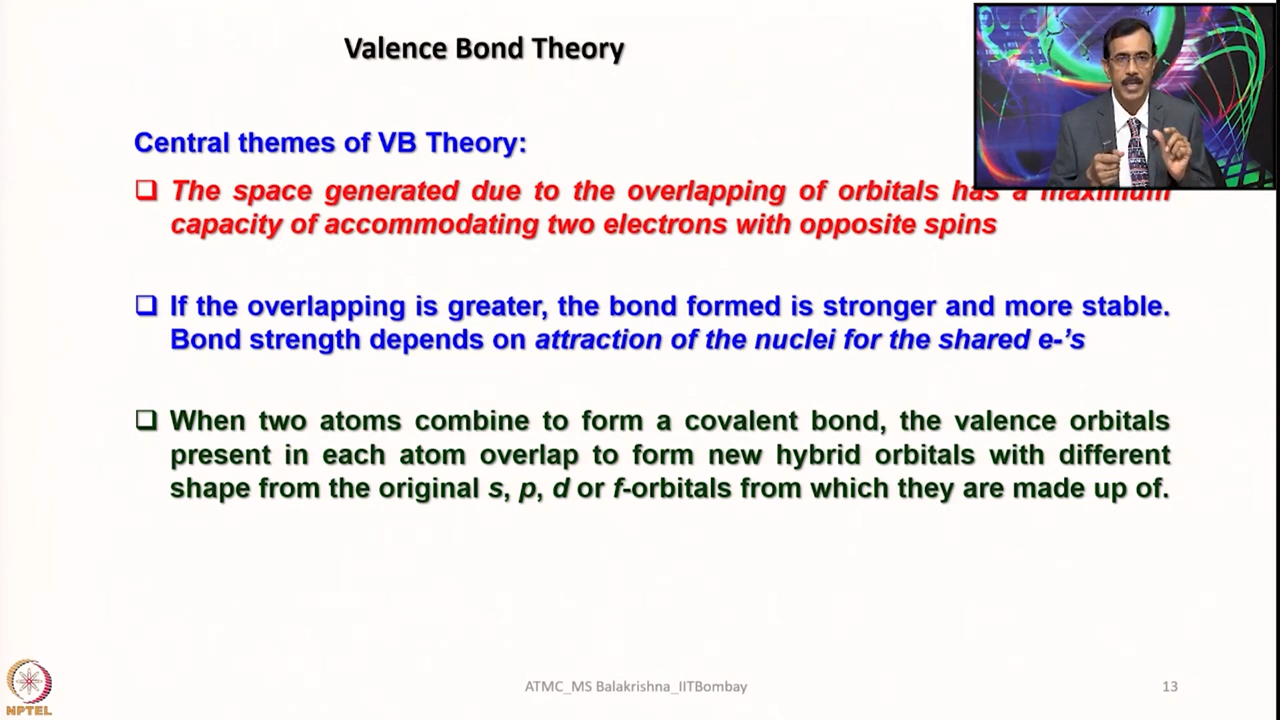 Valence Bond Theory
Central themes of VB Theory:
❑ The space generated due to the overlapping of orbitals has a maximum
capacity of accommodating two electrons with opposite spins
❑ If the overlapping is greater, the bond formed is stronger and more stable.
Bond strength depends on attraction of the nuclei for the shared e-’s
❑ When two atoms combine to form a covalent bond, the valence orbitals
present in each atom overlap to form new hybrid orbitals with different
shape from the original s, p, d or f-orbitals from which they are made up of.
NPTEL
ATMC_MS Balakrishna_IITBombay
13